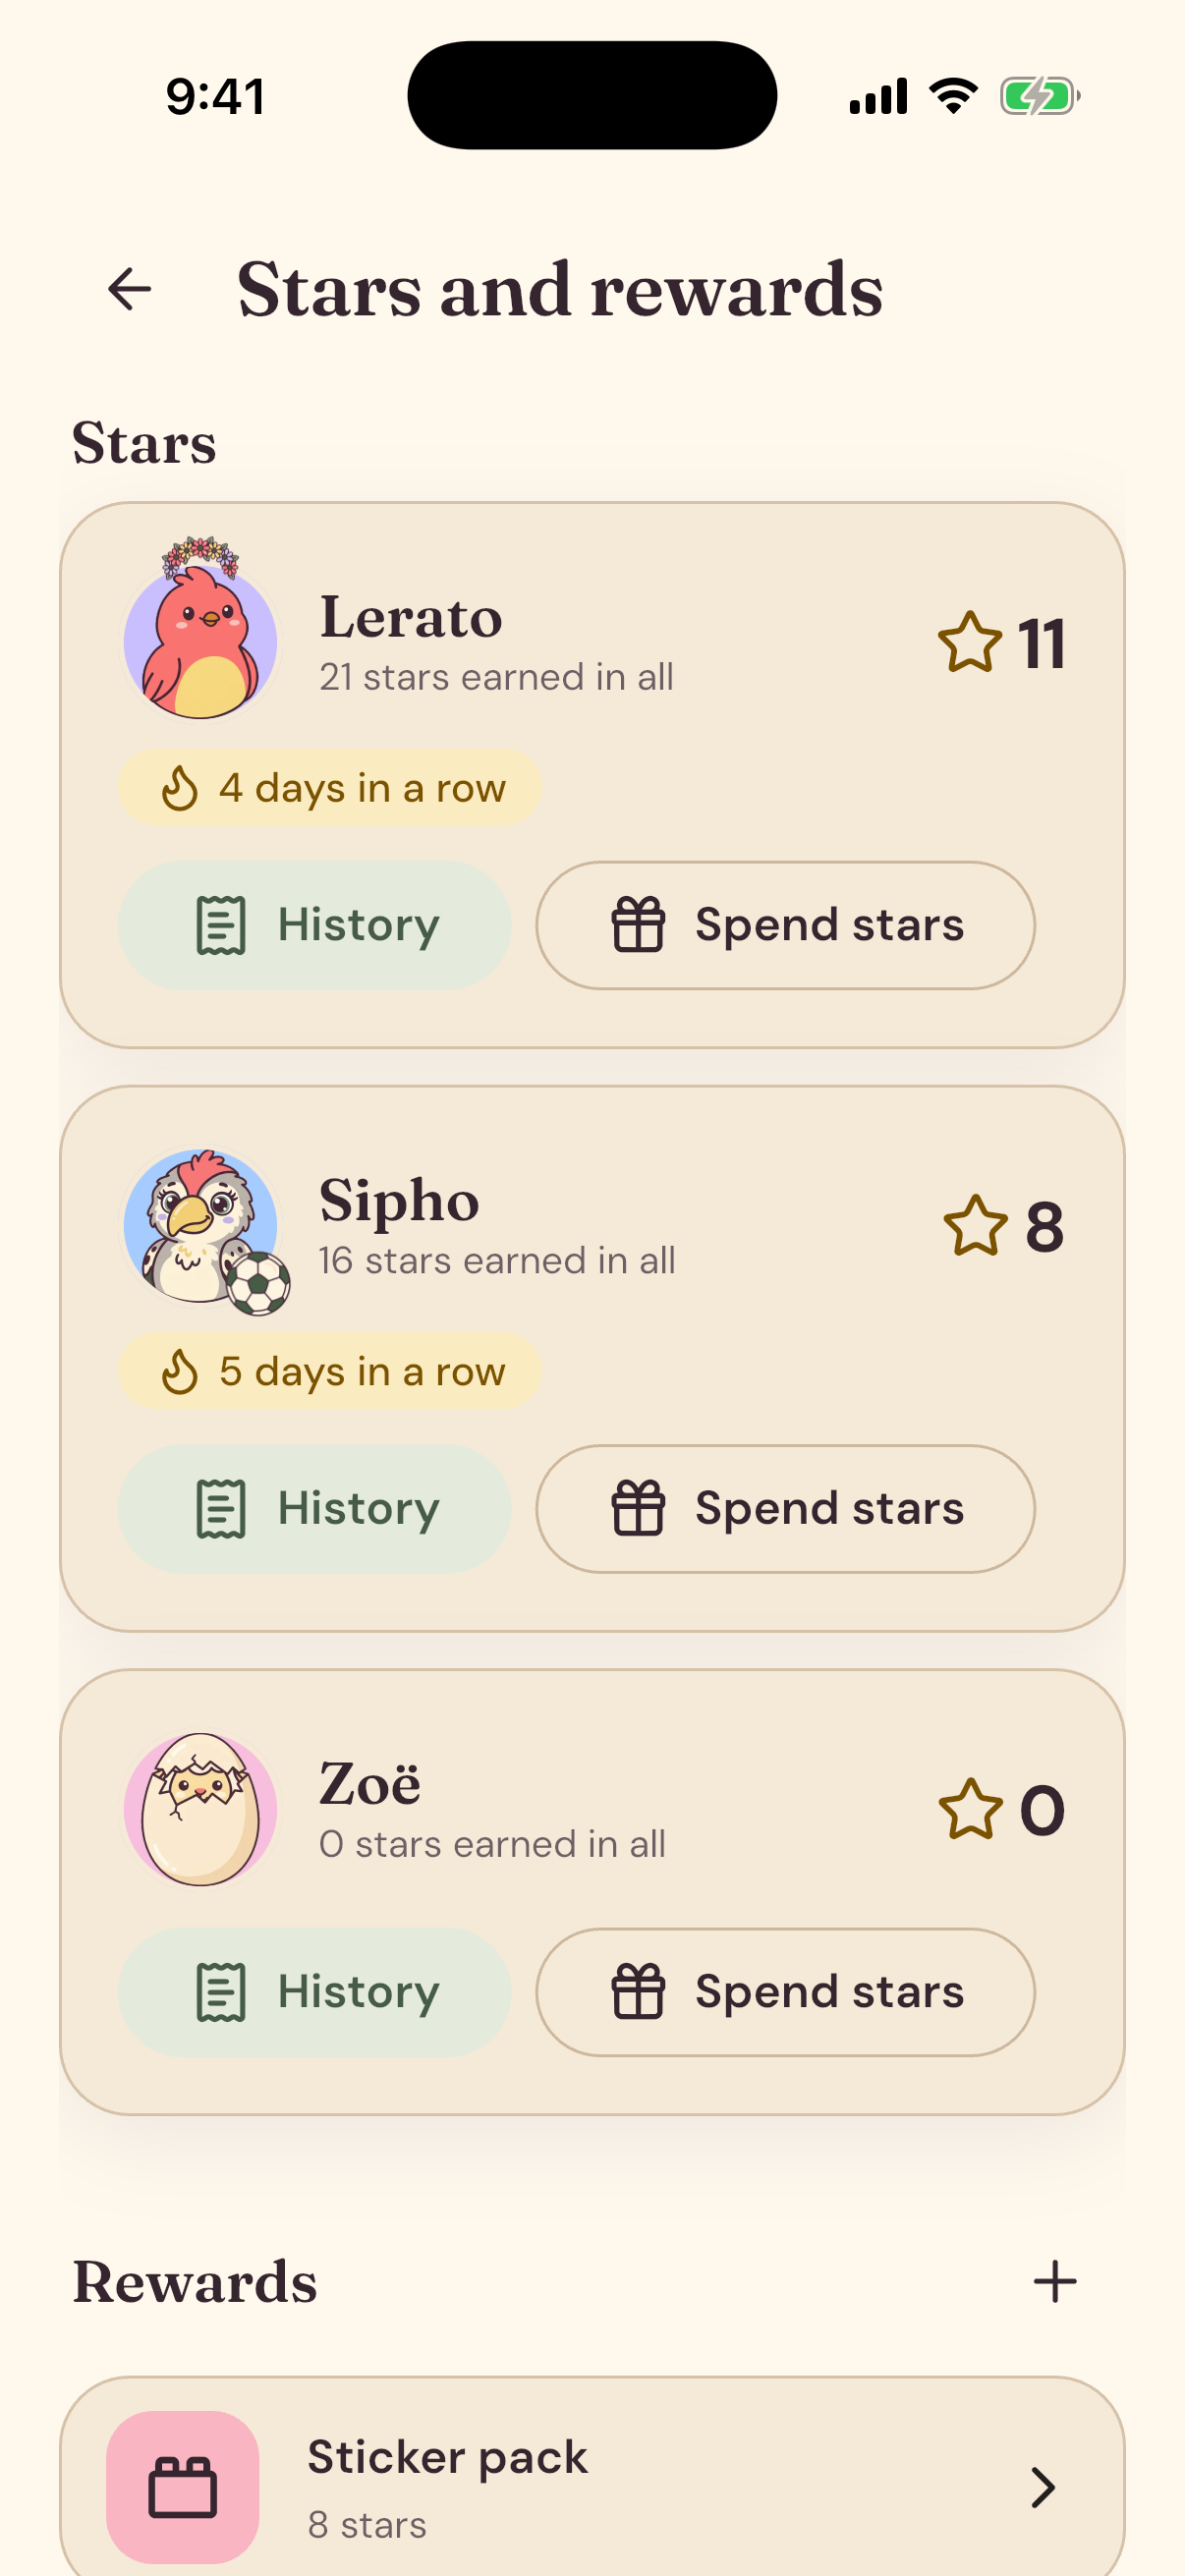 9:41
Stars and rewards
Stars
Lerato
21 stars earned in all
11
4 days in a row
History
Spend stars
Sipho
16 stars earned in all
8
5 days in a row
History
Spend stars
Zoë
0 stars earned in all
0
History
Spend stars
Rewards
Sticker pack
8 stars